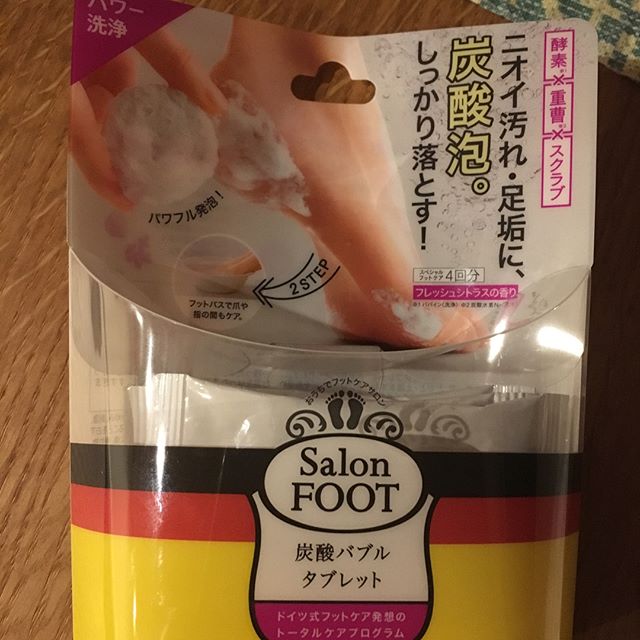 パワー
洗浄
酵素※1×重曹※2×スクラブ
ニオイ汚れ・足垢に、
炭酸泡。
しっかり落とす！
パワフル発泡！
2 STEP
フットバスで爪や
指の間もケア。
スペシャル
フットケア 4回分
フレッシュシトラスの香り
おうちでフットケアサロン
Salon
FOOT
炭酸バブル
タブレット
ドイツ式フットケア発想の
トータルケアプログラム